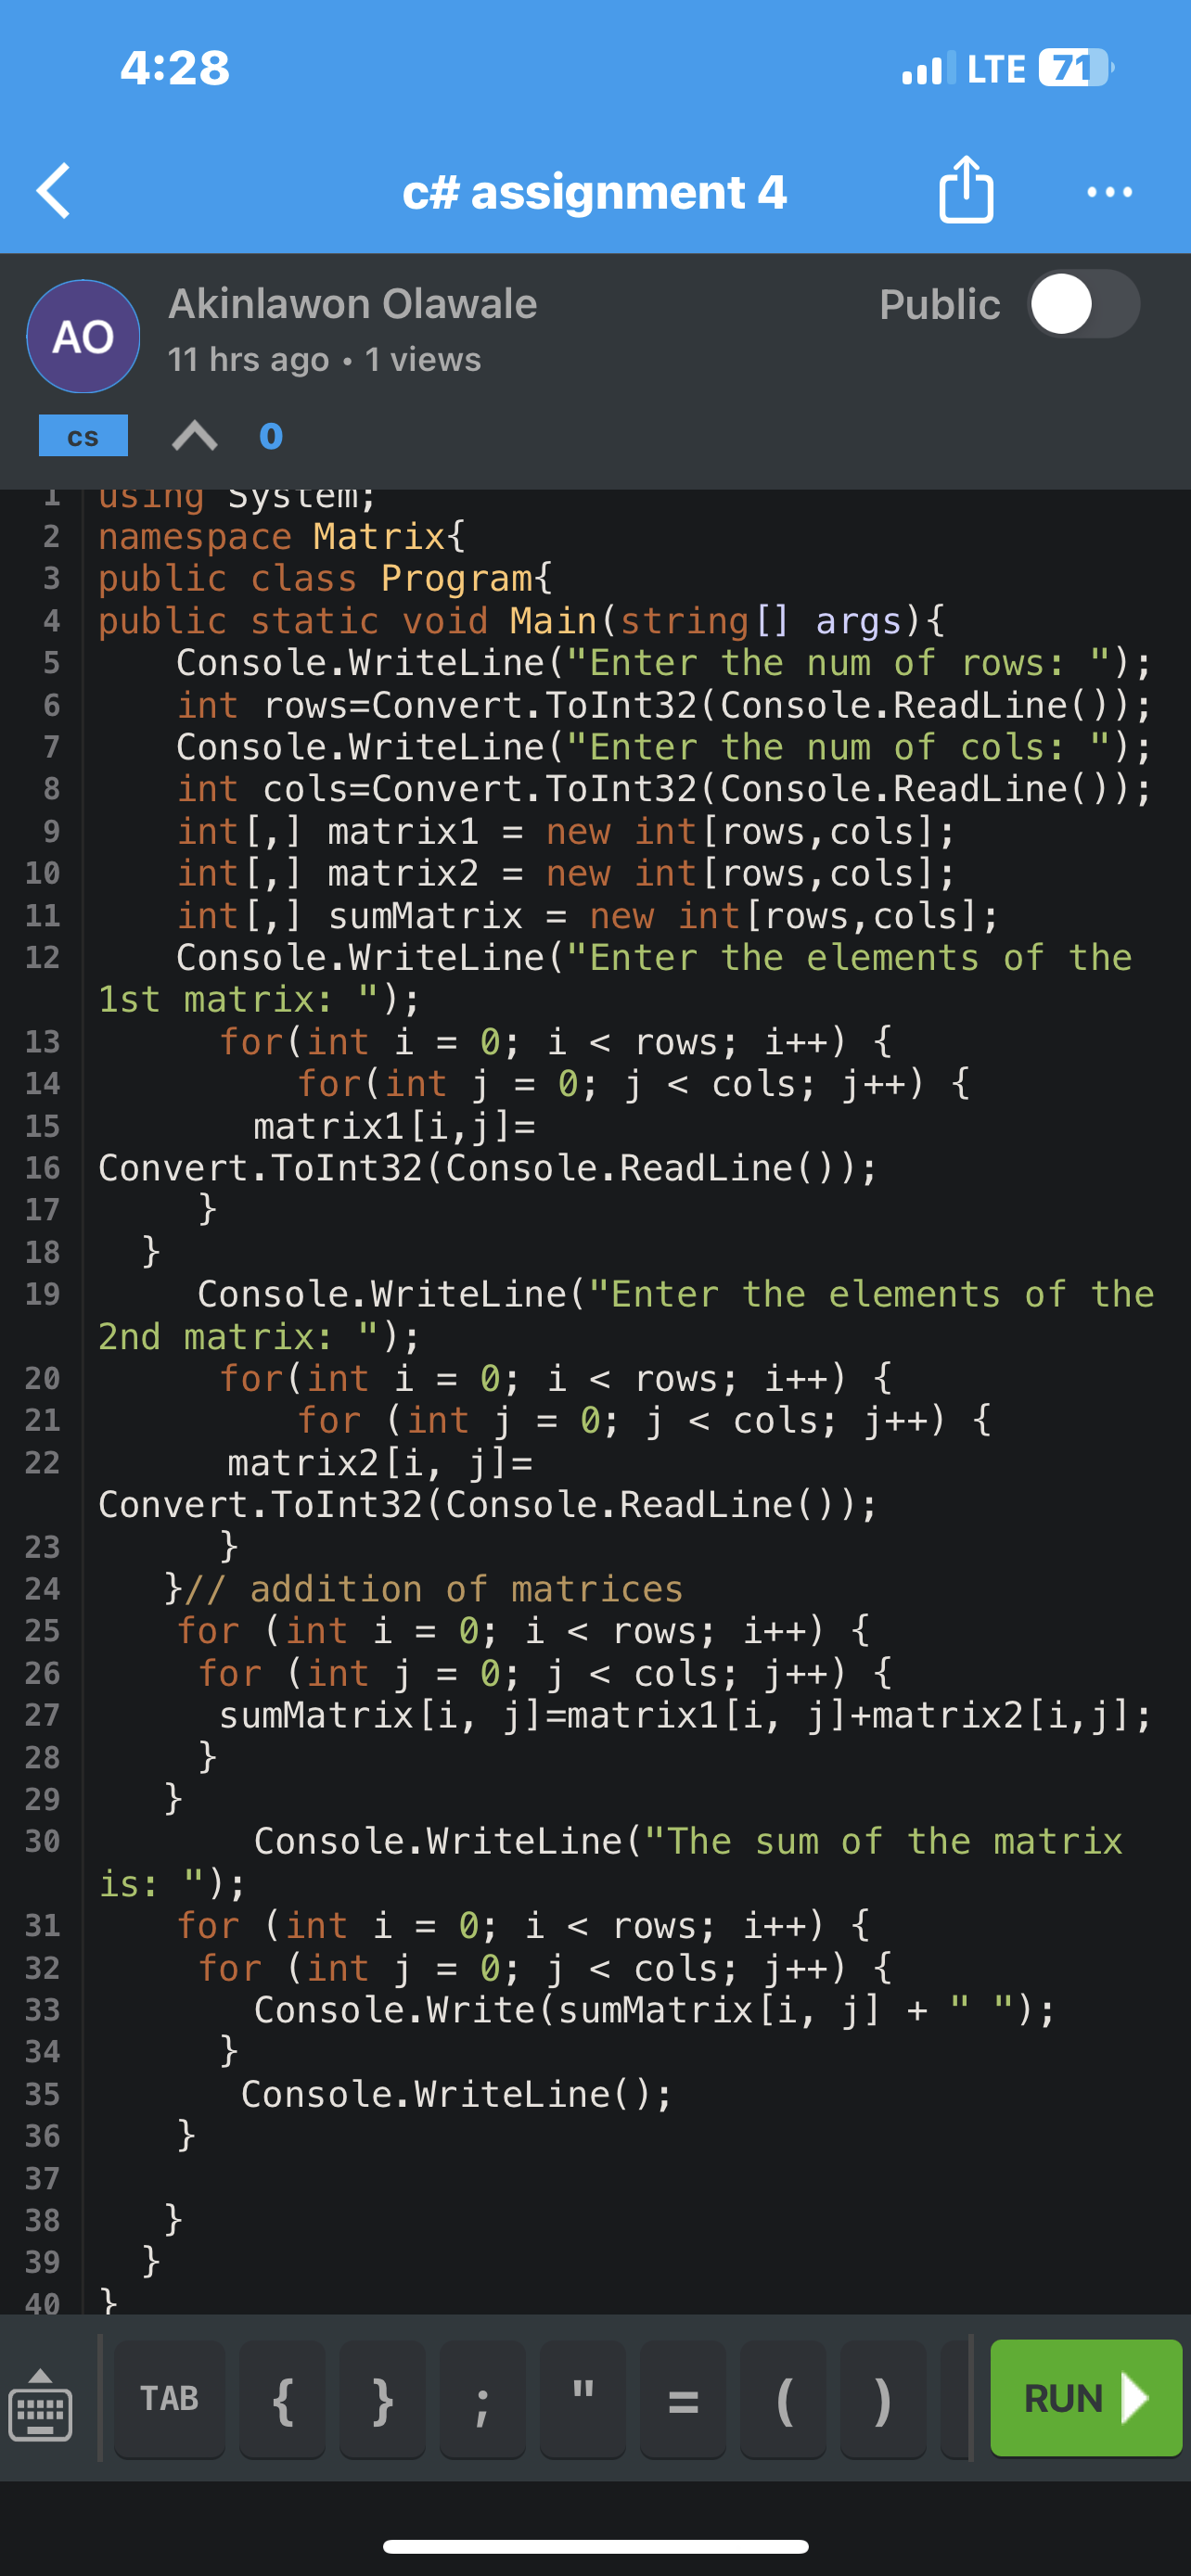 4:28
LTE 71
c# assignment 4
AO
Akinlawon Olawale
Public
11 hrs ago • 1 views
cs
0
1 using System;
2 namespace Matrix{
3 public class Program{
4 public static void Main(string[] args){
5 Console.WriteLine("Enter the num of rows: ");
6 int rows=Convert.ToInt32(Console.ReadLine());
7 Console.WriteLine("Enter the num of cols: ");
8 int cols=Convert.ToInt32(Console.ReadLine());
9 int[,] matrix1 = new int[rows,cols];
10 int[,] matrix2 = new int[rows,cols];
11 int[,] sumMatrix = new int[rows,cols];
12 Console.WriteLine("Enter the elements of the
1st matrix: ");
13 for(int i = 0; i < rows; i++) {
14 for(int j = 0; j < cols; j++) {
15 matrix1[i,j]=
16 Convert.ToInt32(Console.ReadLine());
17 }
18 }
19 Console.WriteLine("Enter the elements of the
2nd matrix: ");
20 for(int i = 0; i < rows; i++) {
21 for (int j = 0; j < cols; j++) {
22 matrix2[i, j]=
Convert.ToInt32(Console.ReadLine());
23 }
24 }// addition of matrices
25 for (int i = 0; i < rows; i++) {
26 for (int j = 0; j < cols; j++) {
27 sumMatrix[i, j]=matrix1[i, j]+matrix2[i,j];
28 }
29 }
30 Console.WriteLine("The sum of the matrix
is: ");
31 for (int i = 0; i < rows; i++) {
32 for (int j = 0; j < cols; j++) {
33 Console.Write(sumMatrix[i, j] + " ");
34 }
35 Console.WriteLine();
36 }
37
38 }
39 }
40 }
TAB { } ; " = ( ) RUN